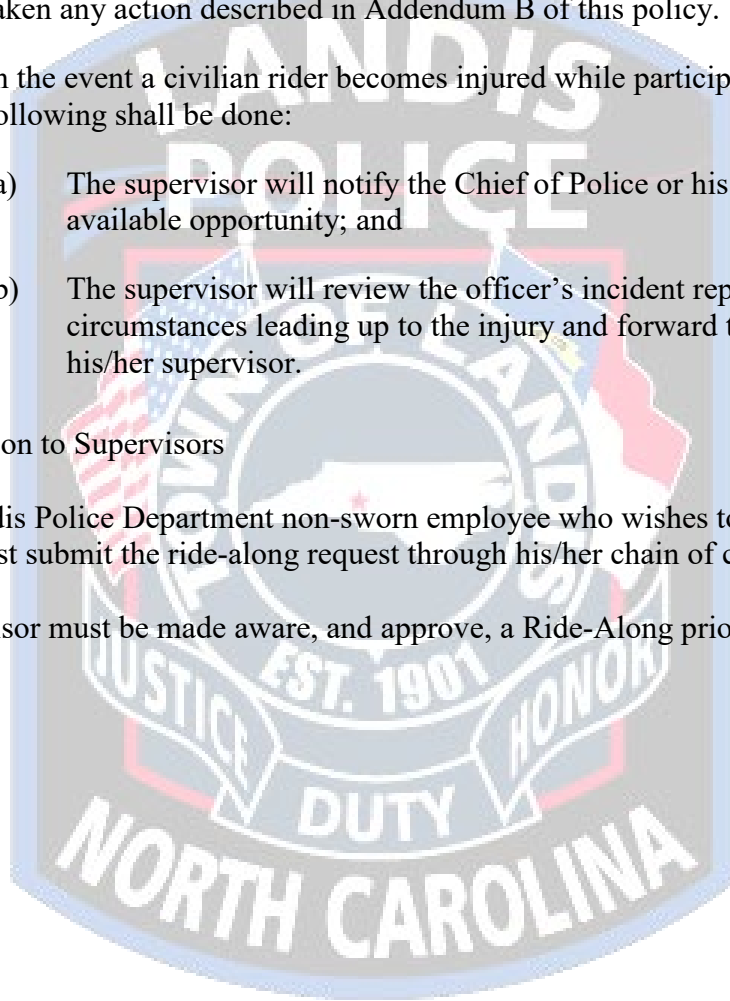 aken any action described in Addendum B of this policy.
n the event a civilian rider becomes injured while particip
ollowing shall be done:
a) The supervisor will notify the Chief of Police or his
available opportunity; and
b) The supervisor will review the officer’s incident rep
circumstances leading up to the injury and forward t
his/her supervisor.
on to Supervisors
dis Police Department non-sworn employee who wishes to
st submit the ride-along request through his/her chain of c
isor must be made aware, and approve, a Ride-Along prio
LANDIS
POLICE
TOWN OF LANDIS
EST. 1901
JUSTICE
DUTY
HONOR
NORTH CAROLINA